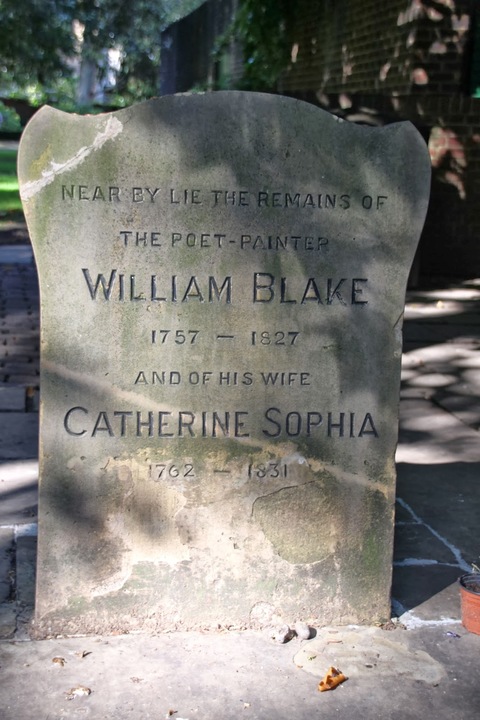 NEAR BY LIE THE REMAINS OF
THE POET-PAINTER
WILLIAM BLAKE
1757 — 1827
AND OF HIS WIFE
CATHERINE SOPHIA
1762 — 1831